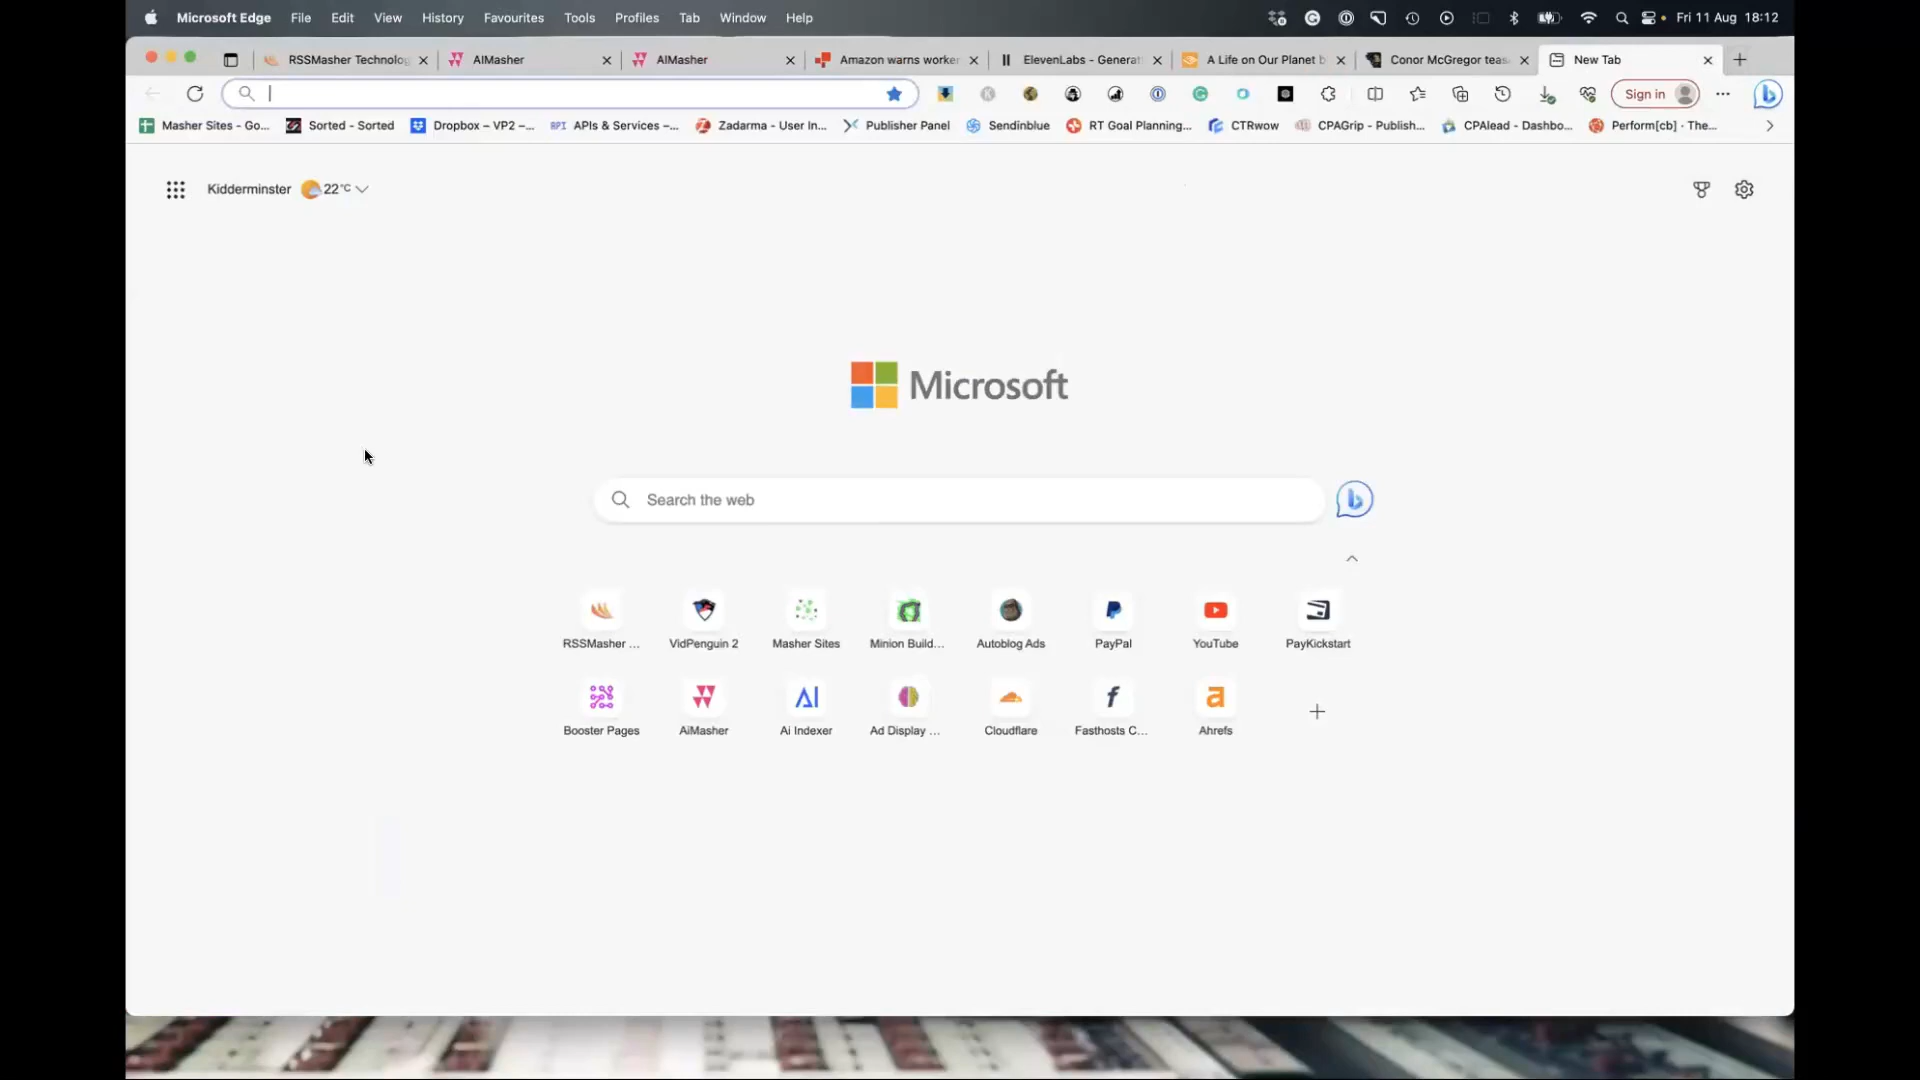 Microsoft Edge File Edit View History Favourites Tools Profiles Tab Window Help Fri 11 Aug 18:12
RSSMasher Technolog AIMasher AIMasher Amazon warns worke ElevenLabs - Generat A Life on Our Planet b Conor McGregor teas New Tab
Sign in
Masher Sites - Go... Sorted - Sorted Dropbox – VP2 –... APIs & Services –... Zadarma - User In... Publisher Panel Sendinblue RT Goal Planning... CTRwow CPAGrip - Publish... CPAlead - Dashbo... Perform[cb] · The...
Kidderminster 22°C
Microsoft
Search the web
RSSMasher ... VidPenguin 2 Masher Sites Minion Build... Autoblog Ads PayPal YouTube PayKickstart
Booster Pages AiMasher Ai Indexer Ad Display ... Cloudflare Fasthosts C... Ahrefs